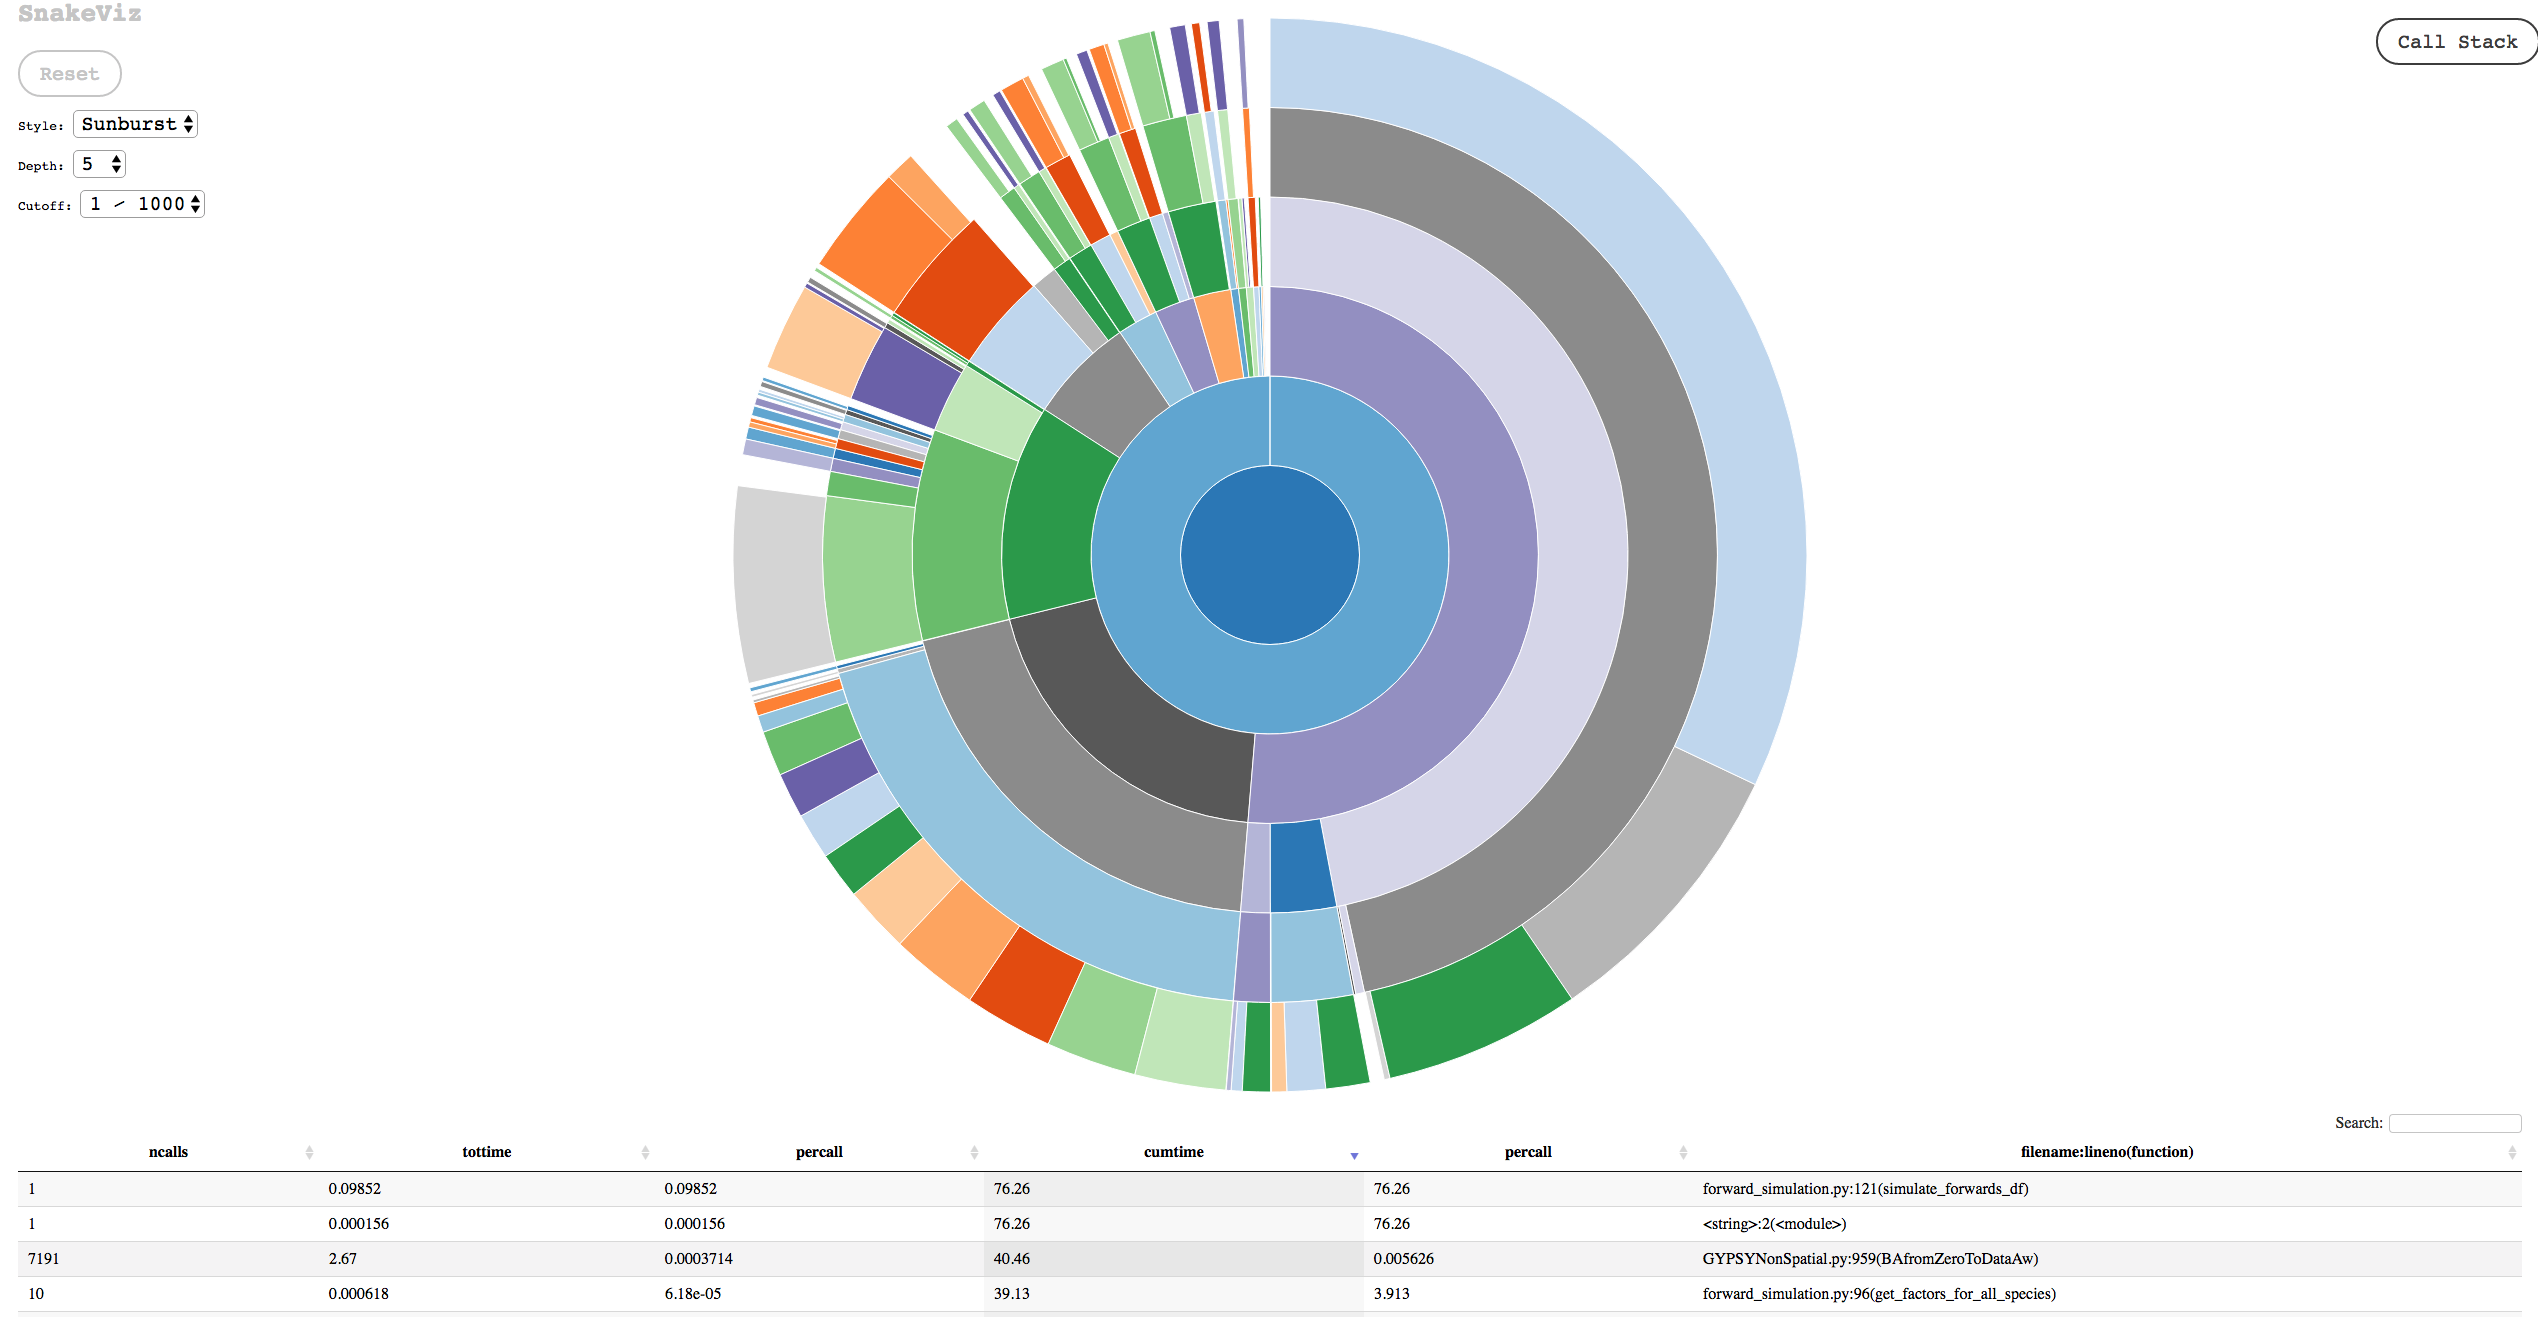 SnakeViz
Call Stack
Reset
Style: Sunburst
Depth: 5
Cutoff: 1 / 1000
Search:
ncalls tottime percall cumtime percall filename:lineno(function)
1 0.09852 0.09852 76.26 76.26 forward_simulation.py:121(simulate_forwards_df)
1 0.000156 0.000156 76.26 76.26 <string>:2(<module>)
7191 2.67 0.0003714 40.46 0.005626 GYPSYNonSpatial.py:959(BAfromZeroToDataAw)
10 0.000618 6.18e-05 39.13 3.913 forward_simulation.py:96(get_factors_for_all_species)